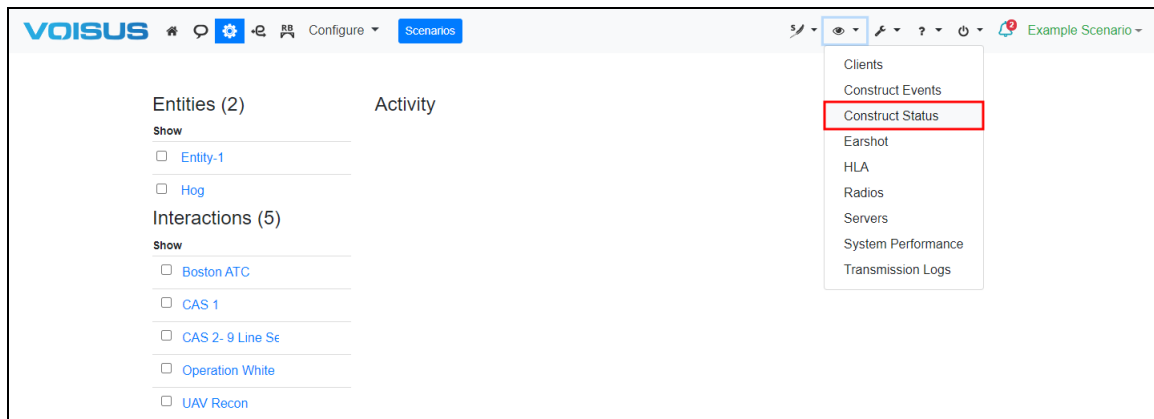 VOISUS RB Configure Scenarios 5 ? 2 Example Scenario
Clients
Construct Events
Construct Status
Earshot
HLA
Radios
Servers
System Performance
Transmission Logs
Entities (2)
Show
Entity-1
Hog
Interactions (5)
Show
Boston ATC
CAS 1
CAS 2- 9 Line Se
Operation White
UAV Recon
Activity